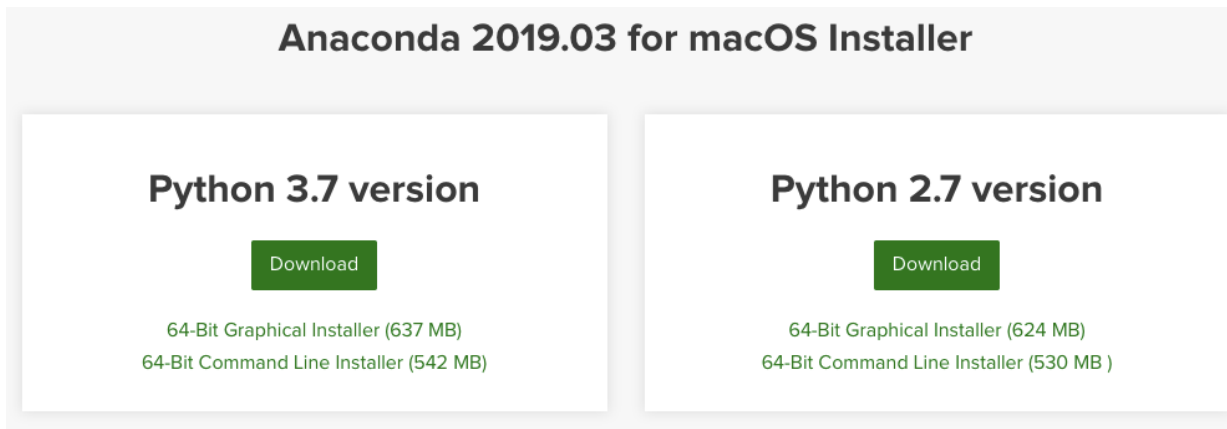 Anaconda 2019.03 for macOS Installer
Python 3.7 version
Download
64-Bit Graphical Installer (637 MB)
64-Bit Command Line Installer (542 MB)
Python 2.7 version
Download
64-Bit Graphical Installer (624 MB)
64-Bit Command Line Installer (530 MB )